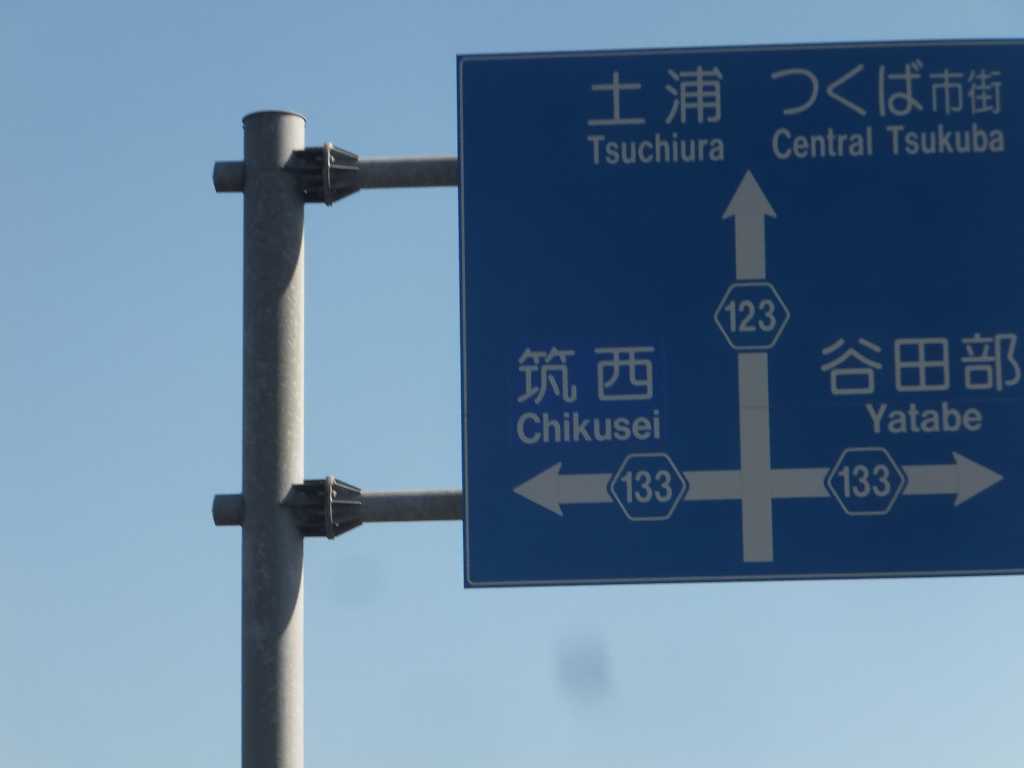 土浦 つくば市街
Tsuchiura Central Tsukuba
123
筑西
Chikusei
谷田部
Yatabe
133
133